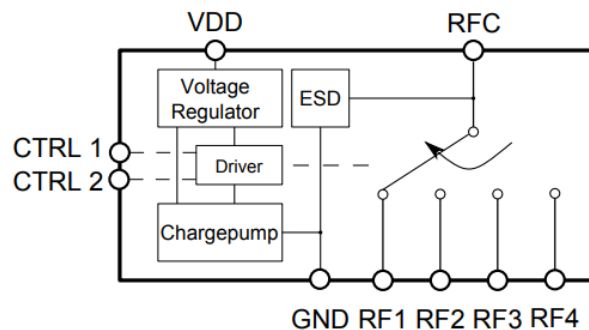 VDD RFC
Voltage
Regulator
ESD
CTRL 1
CTRL 2
Driver
Chargepump
GND RF1 RF2 RF3 RF4